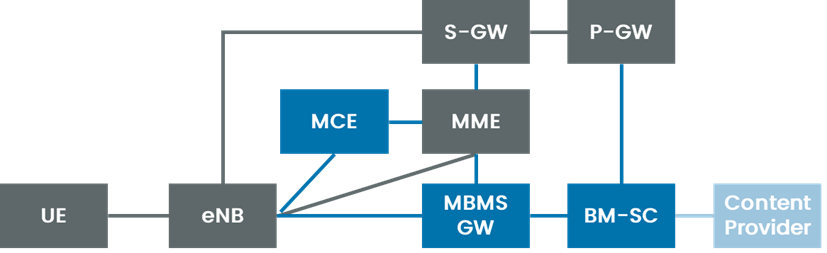 S-GW
P-GW
MCE
MME
UE
eNB
MBMS
GW
BM-SC
Content
Provider